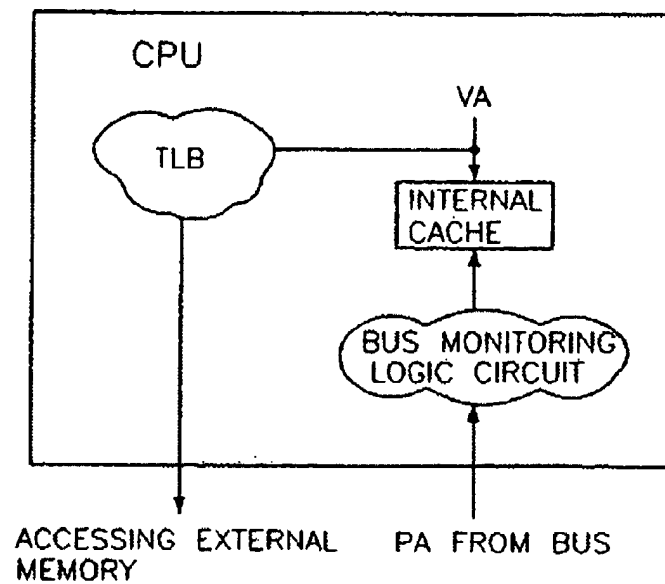 CPU
VA
TLB
INTERNAL
CACHE
BUS MONITORING
LOGIC CIRCUIT
ACCESSING EXTERNAL
MEMORY
PA FROM BUS